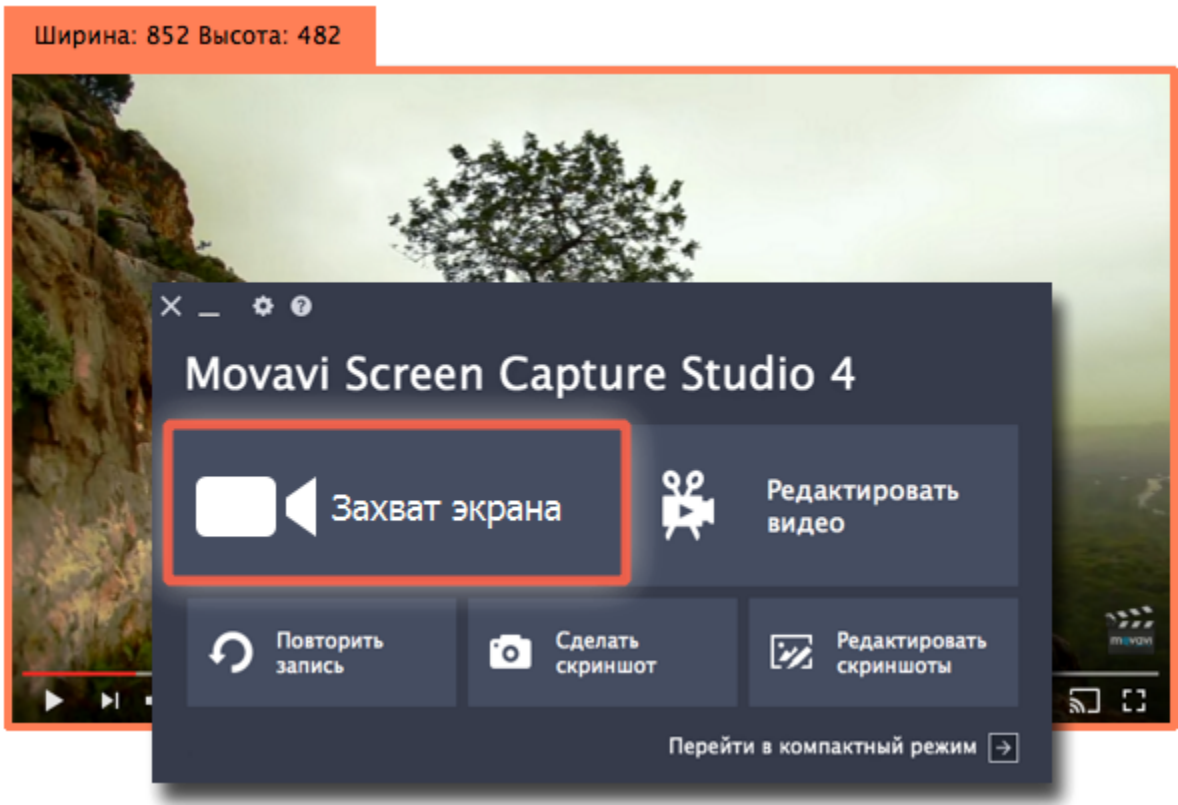 Ширина: 852 Высота: 482
Movavi Screen Capture Studio 4
Захват экрана
Редактировать
видео
Повторить
запись
Сделать
скриншот
Редактировать
скриншоты
movavi
Перейти в компактный режим